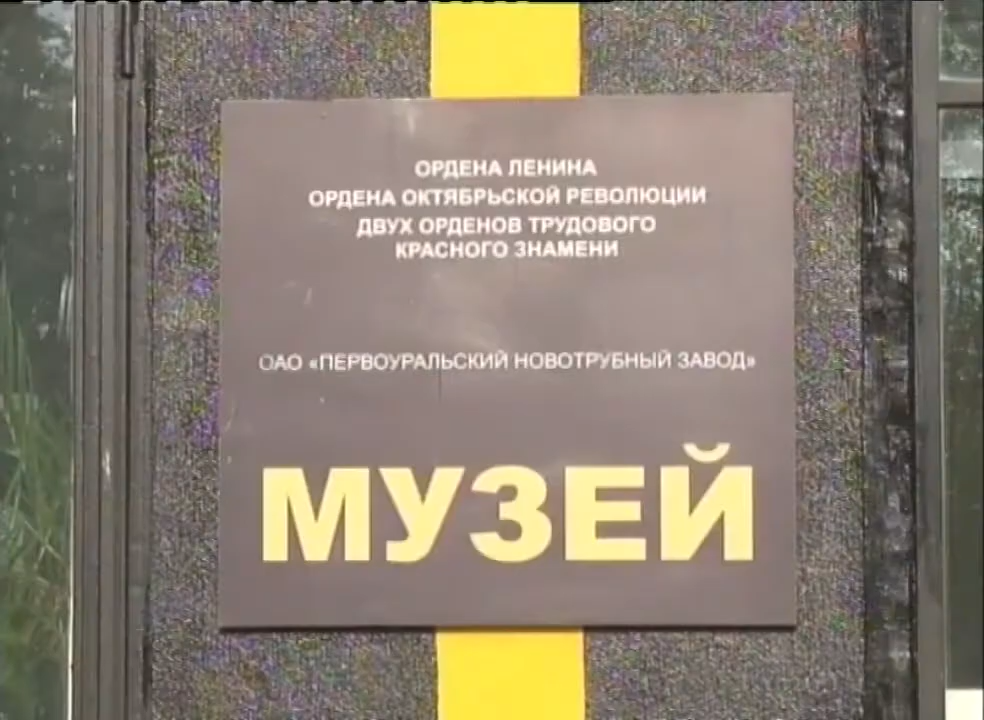 ОРДЕНА ЛЕНИНА
ОРДЕНА ОКТЯБРЬСКОЙ РЕВОЛЮЦИИ
ДВУХ ОРДЕНОВ ТРУДОВОГО
КРАСНОГО ЗНАМЕНИ
ОАО «ПЕРВОУРАЛЬСКИЙ НОВОТРУБНЫЙ ЗАВОД»
МУЗЕЙ